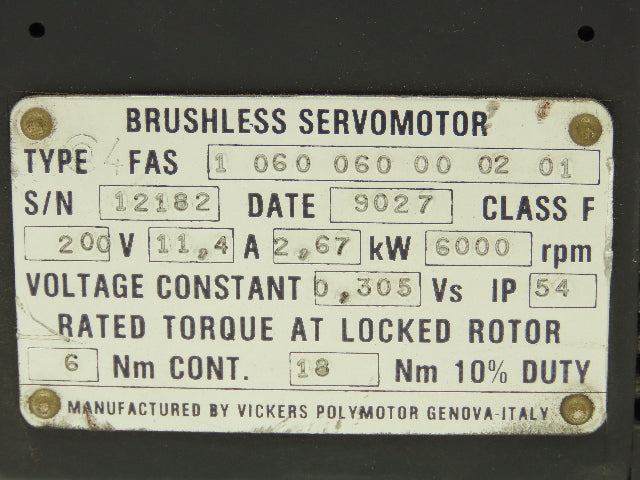 BRUSHLESS SERVOMOTOR
TYPE FAS 1 060 060 00 02 01
S/N 12182 DATE 9027 CLASS F
200 V 11,4 A 2,67 kW 6000 rpm
VOLTAGE CONSTANT 0,305 Vs IP 54
RATED TORQUE AT LOCKED ROTOR
6 Nm CONT. 18 Nm 10% DUTY
MANUFACTURED BY VICKERS POLYMOTOR GENOVA-ITALY